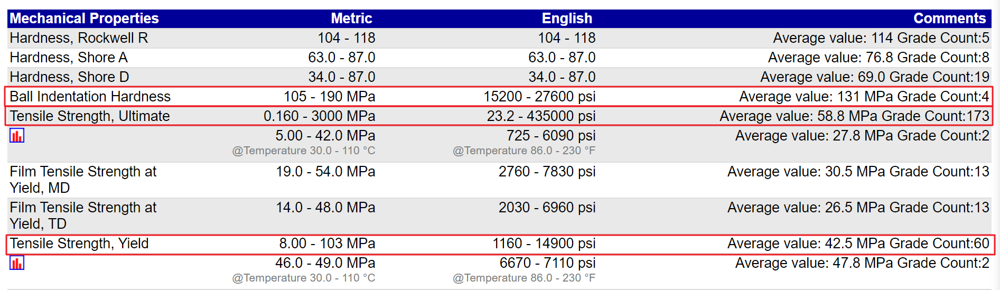 Mechanical Properties Metric English Comments
Hardness, Rockwell R 104 - 118 104 - 118 Average value: 114 Grade Count:5
Hardness, Shore A 63.0 - 87.0 63.0 - 87.0 Average value: 76.8 Grade Count:8
Hardness, Shore D 34.0 - 87.0 34.0 - 87.0 Average value: 69.0 Grade Count:19
Ball Indentation Hardness 105 - 190 MPa 15200 - 27600 psi Average value: 131 MPa Grade Count:4
Tensile Strength, Ultimate 0.160 - 3000 MPa 23.2 - 435000 psi Average value: 58.8 MPa Grade Count:173
5.00 - 42.0 MPa 725 - 6090 psi Average value: 27.8 MPa Grade Count:2
@Temperature 30.0 - 110 °C @Temperature 86.0 - 230 °F
Film Tensile Strength at 19.0 - 54.0 MPa 2760 - 7830 psi Average value: 30.5 MPa Grade Count:13
Yield, MD
Film Tensile Strength at 14.0 - 48.0 MPa 2030 - 6960 psi Average value: 26.5 MPa Grade Count:13
Yield, TD
Tensile Strength, Yield 8.00 - 103 MPa 1160 - 14900 psi Average value: 42.5 MPa Grade Count:60
46.0 - 49.0 MPa 6670 - 7110 psi Average value: 47.8 MPa Grade Count:2
@Temperature 30.0 - 110 °C @Temperature 86.0 - 230 °F